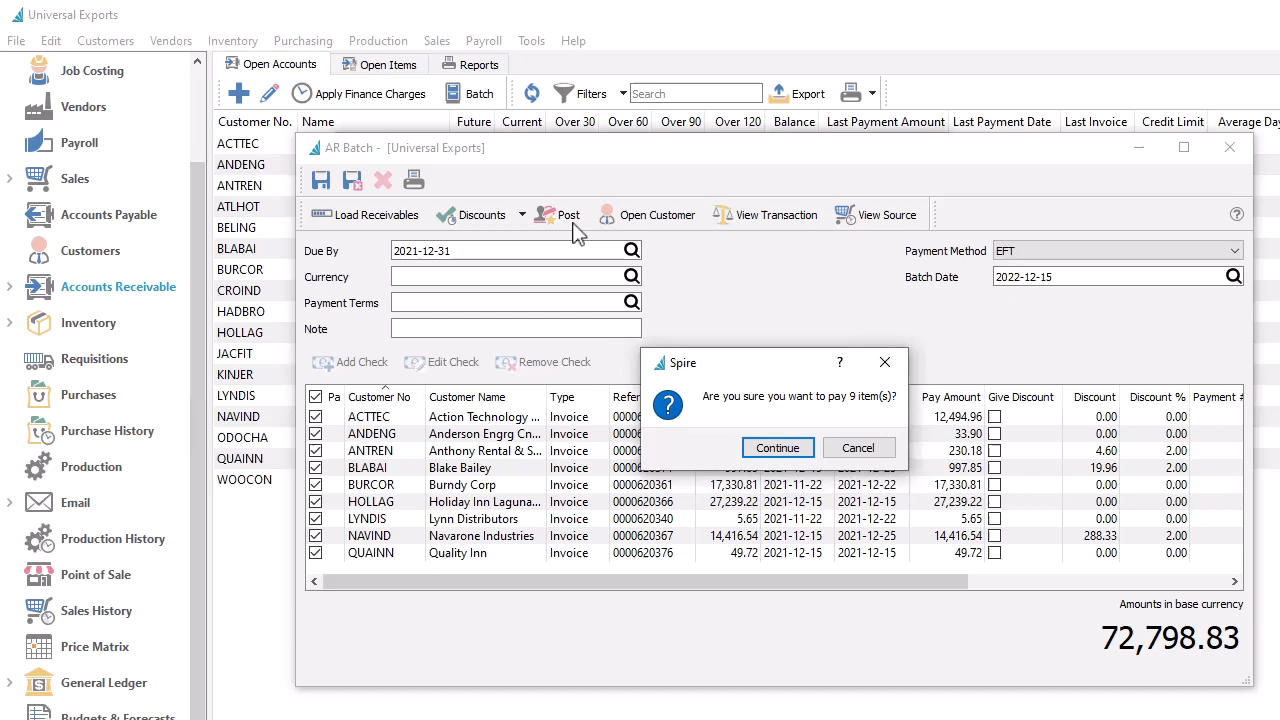 Universal Exports
File Edit Customers Vendors Inventory Purchasing Production Sales Payroll Tools Help
Job Costing
Vendors
Payroll
Sales
Accounts Payable
Customers
Accounts Receivable
Inventory
Requisitions
Purchases
Purchase History
Production
Email
Production History
Point of Sale
Sales History
Price Matrix
General Ledger
Budgets & Forecasts
Open Accounts Open Items Reports
Apply Finance Charges Batch Filters Search Export
Customer No. Name Future Current Over 30 Over 60 Over 90 Over 120 Balance Last Payment Amount Last Payment Date Last Invoice Credit Limit Average Day
ACTTEC
ANDENG
ANTREN
ATLHOT
BELING
BLABAI
BURCOR
CROIND
HADBRO
HOLLAG
JACFIT
KINJER
LYNDIS
NAVIND
ODOCHA
QUAINN
WOOCON
AR Batch - [Universal Exports]
Load Receivables Discounts Post Open Customer View Transaction View Source
Due By 2021-12-31 Payment Method EFT
Currency Batch Date 2022-12-15
Payment Terms
Note
Add Check Edit Check Remove Check
Spire
Are you sure you want to pay 9 item(s)?
Continue Cancel
Pa Customer No Customer Name Type Refer Pay Amount Give Discount Discount Discount % Payment #
ACTTEC Action Technology ... Invoice 12,494.96 0.00 0.00
ANDENG Anderson Engrg Cn... Invoice 33.90 0.00 0.00
ANTREN Anthony Rental & S... Invoice 230.18 4.60 2.00
BLABAI Blake Bailey Invoice 997.85 19.96 2.00
BURCOR Burndy Corp Invoice 0000620361 17,330.81 2021-11-22 2021-12-22 17,330.81 0.00 0.00
HOLLAG Holiday Inn Laguna... Invoice 0000620366 27,239.22 2021-12-15 2021-12-15 27,239.22 0.00 0.00
LYNDIS Lynn Distributors Invoice 0000620340 5.65 2021-11-22 2021-12-22 5.65 0.00 0.00
NAVIND Navarone Industries Invoice 0000620367 14,416.54 2021-12-15 2021-12-25 14,416.54 288.33 2.00
QUAINN Quality Inn Invoice 0000620376 49.72 2021-12-15 2021-12-15 49.72 0.00 0.00
Amounts in base currency
72,798.83